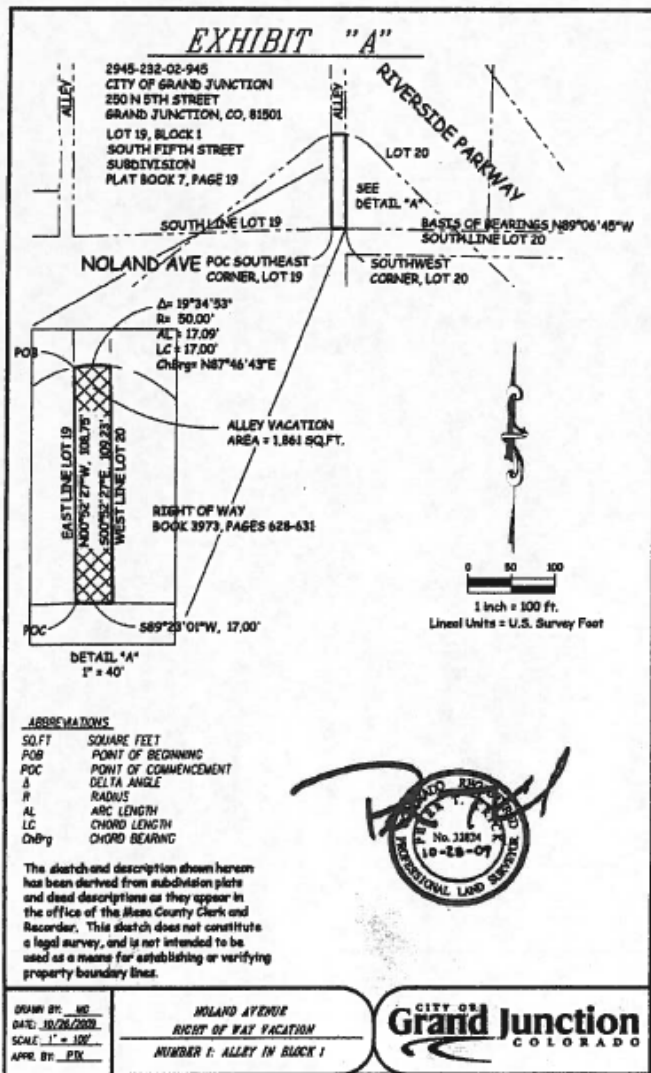 EXHIBIT "A"
2945-232-02-945
CITY OF GRAND JUNCTION
250 N 5TH STREET
GRAND JUNCTION, CO, 81501
LOT 19, BLOCK 1
SOUTH FIFTH STREET
SUBDIVISION
PLAT BOOK 7, PAGE 19
ALLEY
ALLEY
RIVERSIDE PARKWAY
LOT 20
SEE
DETAIL "A"
SOUTH LINE LOT 19
BASIS OF BEARINGS N89°06'45"W
SOUTH LINE LOT 20
NOLAND AVE
POC SOUTHEAST
CORNER, LOT 19
SOUTHWEST
CORNER, LOT 20
Δ= 19°34'53"
R= 50.00'
AL = 17.09'
LC = 17.00'
ChBrg= N87°46'43"E
POB
ALLEY VACATION
AREA = 1,861 SQ.FT.
EAST LINE LOT 19
N00°52'27"W, 108.75'
S00°52'27"E, 109.23'
WEST LINE LOT 20
RIGHT OF WAY
BOOK 3973, PAGES 628-631
POC
S89°23'01"W, 17.00'
DETAIL "A"
1" = 40'
0 50 100
1 inch = 100 ft.
Lineal Units = U.S. Survey Foot
ABBREVIATIONS
SQ.FT SQUARE FEET
POB POINT OF BEGINNING
POC POINT OF COMMENCEMENT
Δ DELTA ANGLE
R RADIUS
AL ARC LENGTH
LC CHORD LENGTH
ChBrg CHORD BEARING
The sketch and description shown hereon
has been derived from subdivision plats
and deed descriptions as they appear in
the office of the Mesa County Clerk and
Recorder. This sketch does not constitute
a legal survey, and is not intended to be
used as a means for establishing or verifying
property boundary lines.
No. 32824
10-28-09
PROFESSIONAL LAND SURVEYOR
DRAWN BY: MG
DATE: 10/26/2009
SCALE: 1" = 100'
APPR. BY: PTK
NOLAND AVENUE
RIGHT OF WAY VACATION
NUMBER 1: ALLEY IN BLOCK 1
CITY OF
Grand Junction
COLORADO